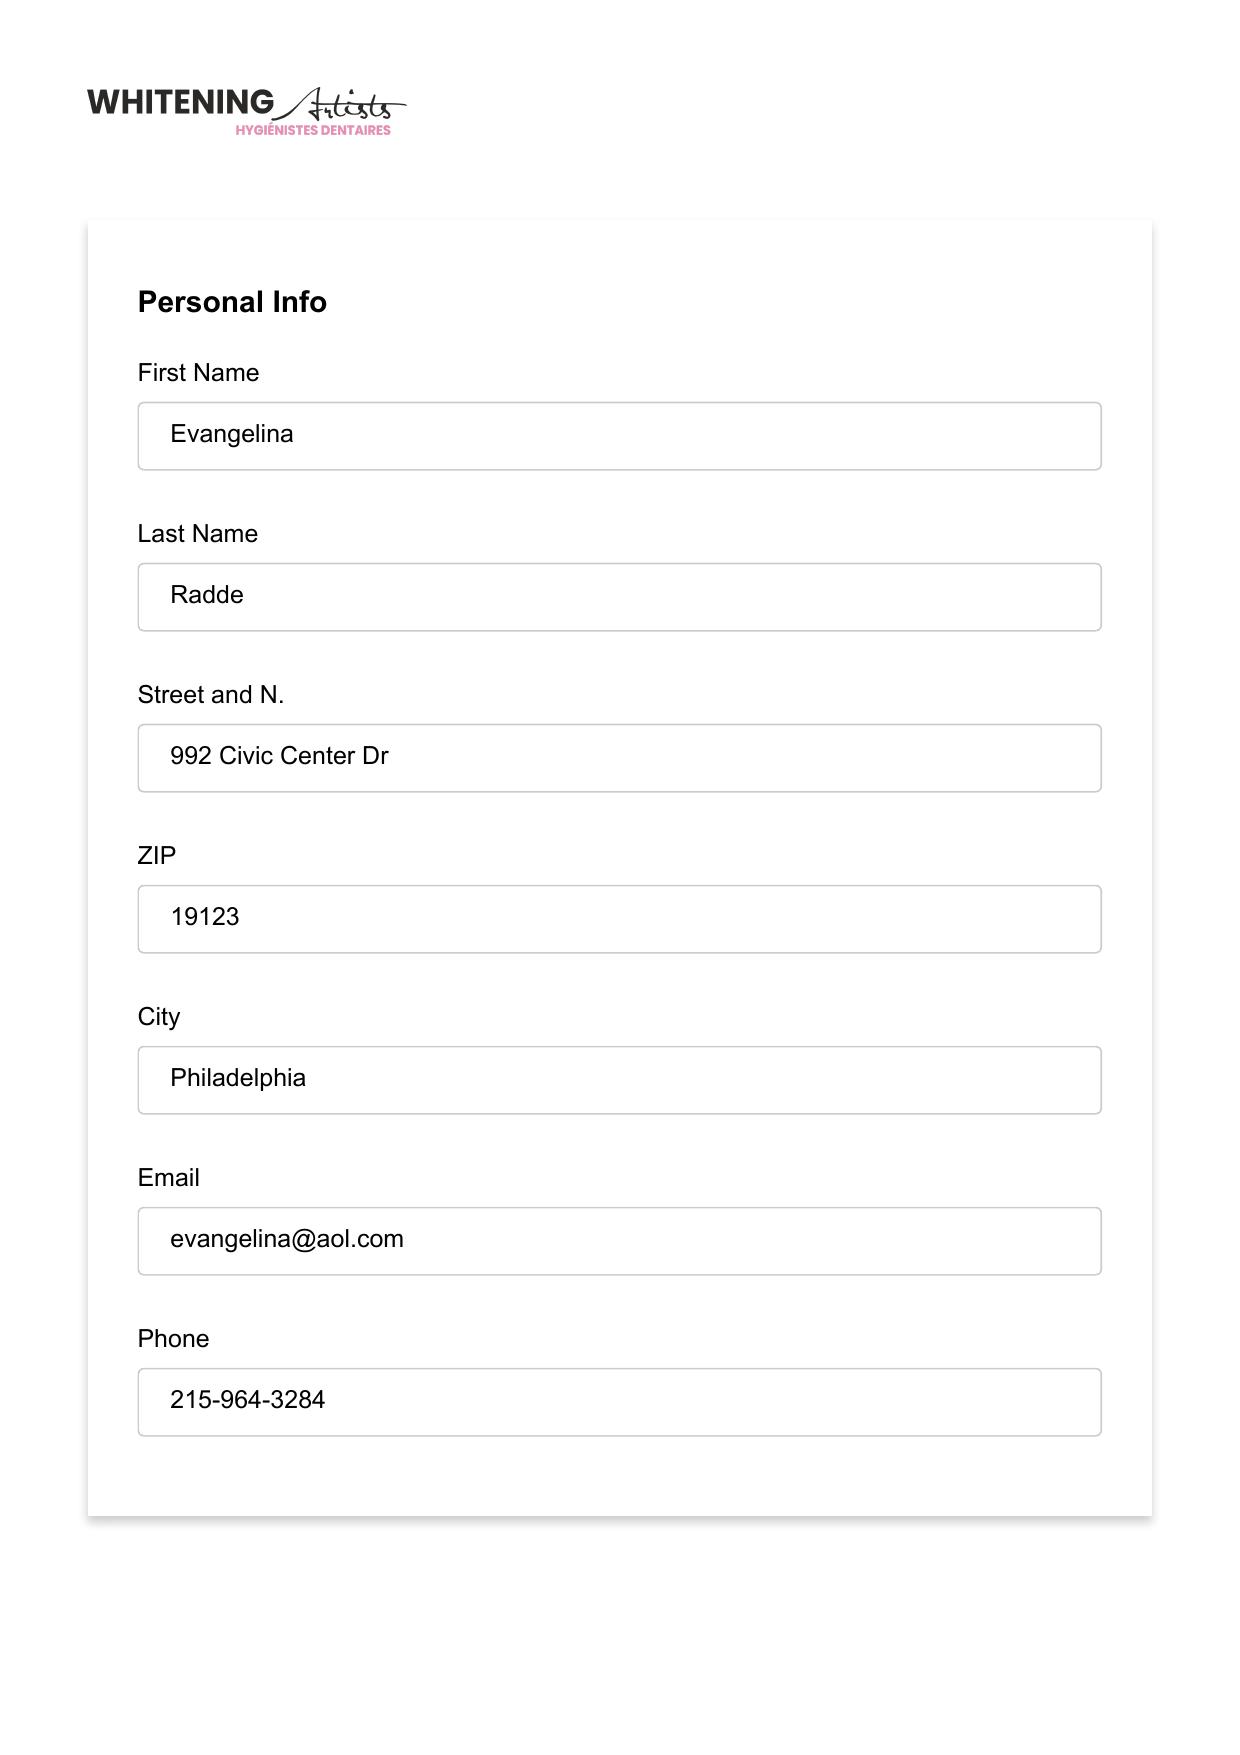 WHITENING Artists
HYGIÉNISTES DENTAIRES
Personal Info
First Name
Evangelina
Last Name
Radde
Street and N.
992 Civic Center Dr
ZIP
19123
City
Philadelphia
Email
evangelina@aol.com
Phone
215-964-3284